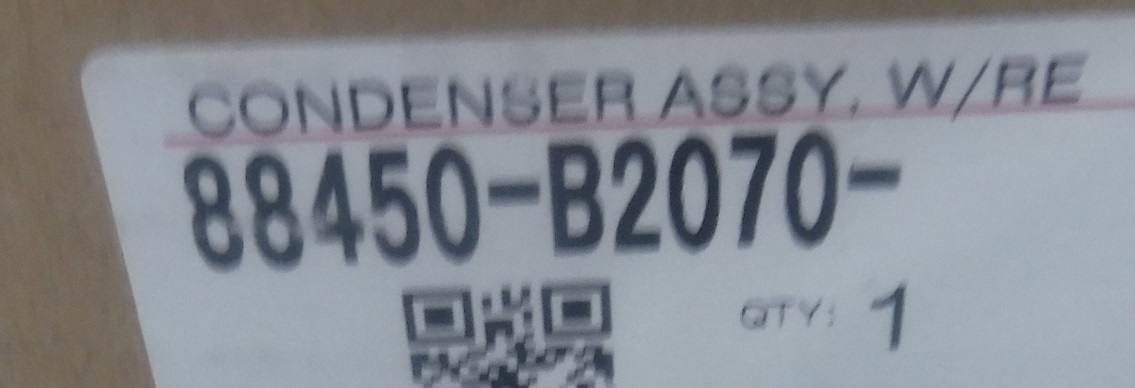 CONDENSER ASSY, W/RE
88450-B2070-
QTY: 1